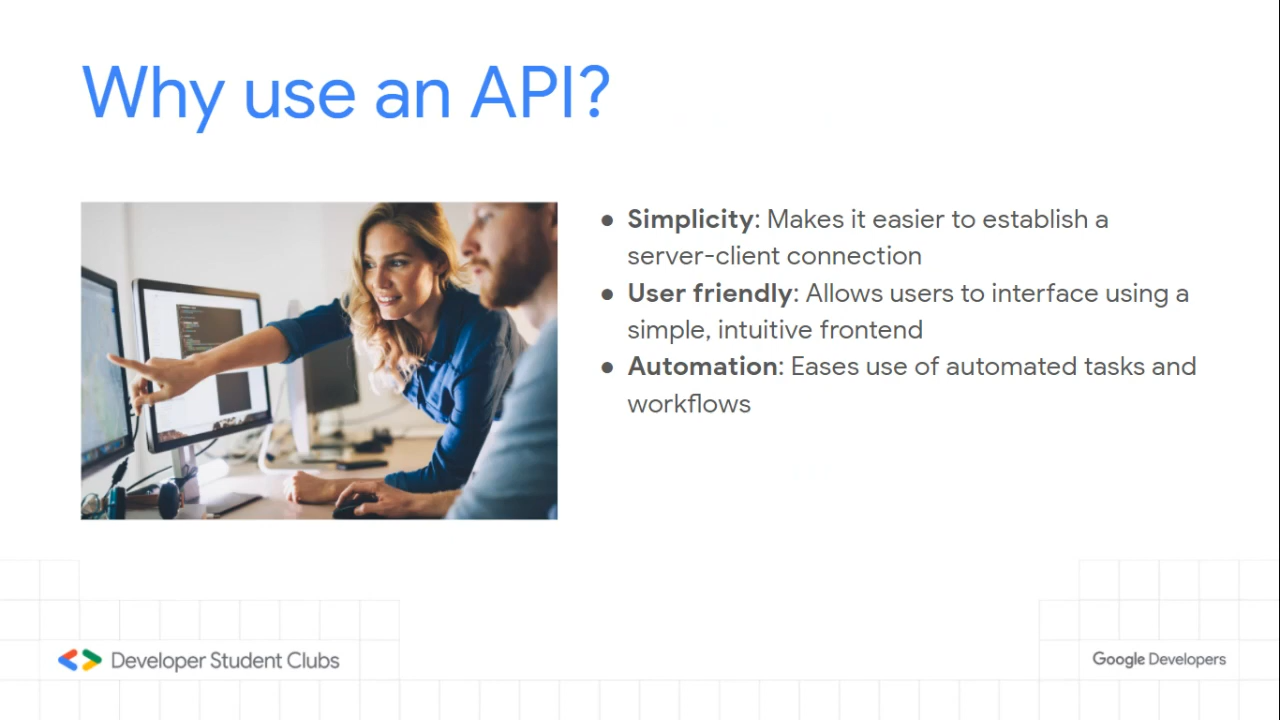 Why use an API?
● Simplicity: Makes it easier to establish a
server-client connection
● User friendly: Allows users to interface using a
simple, intuitive frontend
● Automation: Eases use of automated tasks and
workflows
Developer Student Clubs
Google Developers